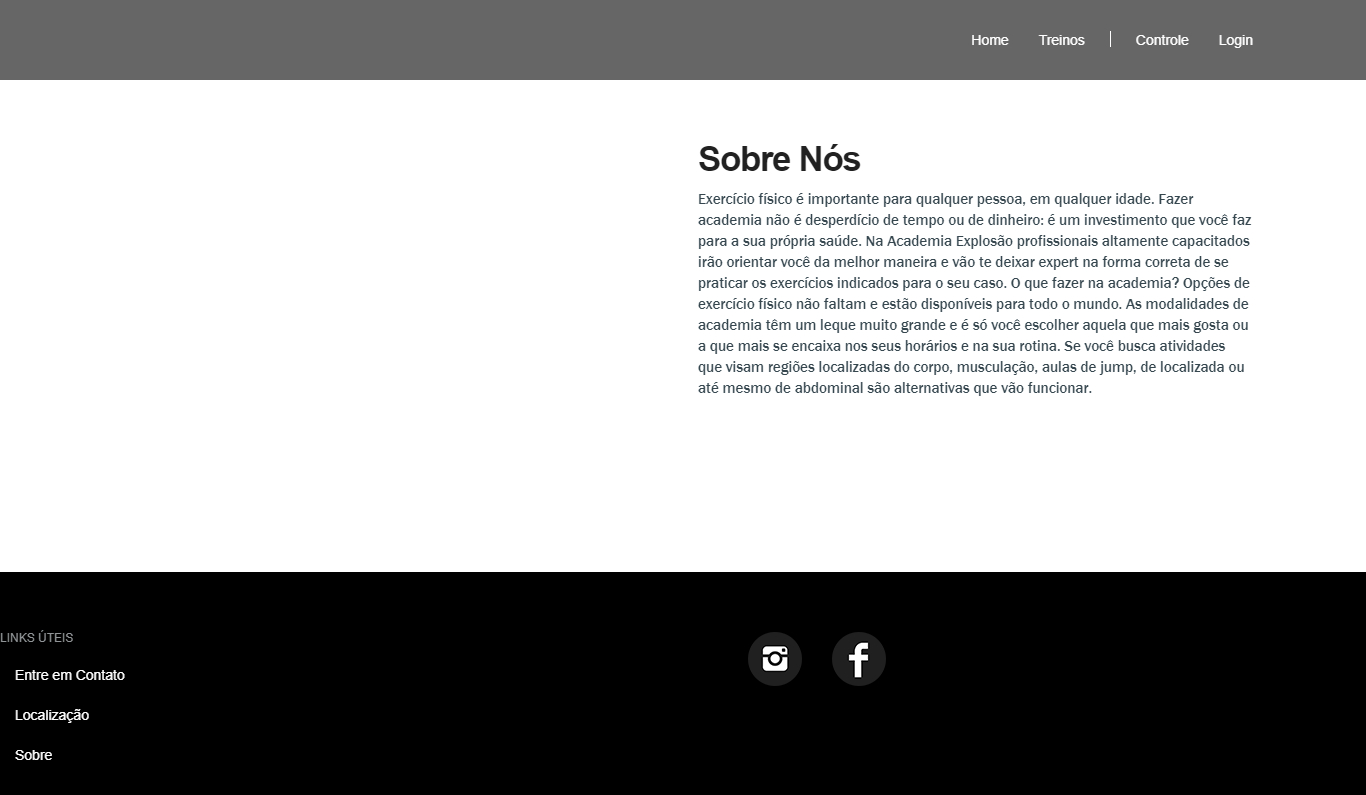 Home Treinos Controle Login
Sobre Nós
Exercício físico é importante para qualquer pessoa, em qualquer idade. Fazer
academia não é desperdício de tempo ou de dinheiro: é um investimento que você faz
para a sua própria saúde. Na Academia Explosão profissionais altamente capacitados
irão orientar você da melhor maneira e vão te deixar expert na forma correta de se
praticar os exercícios indicados para o seu caso. O que fazer na academia? Opções de
exercício físico não faltam e estão disponíveis para todo o mundo. As modalidades de
academia têm um leque muito grande e é só você escolher aquela que mais gosta ou
a que mais se encaixa nos seus horários e na sua rotina. Se você busca atividades
que visam regiões localizadas do corpo, musculação, aulas de jump, de localizada ou
até mesmo de abdominal são alternativas que vão funcionar.
LINKS ÚTEIS
Entre em Contato
Localização
Sobre